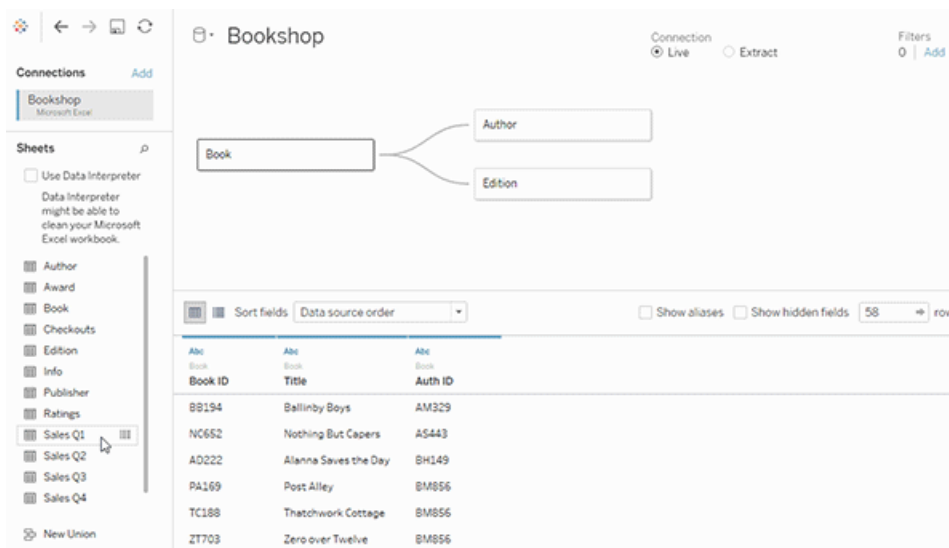 Bookshop
Connection
Live
Extract
Filters
0 | Add
Connections
Add
Bookshop
Microsoft Excel
Sheets
Use Data Interpreter
Data Interpreter
might be able to
clean your Microsoft
Excel workbook.
Author
Award
Book
Checkouts
Edition
Info
Publisher
Ratings
Sales Q1
Sales Q2
Sales Q3
Sales Q4
New Union
Book
Author
Edition
Sort fields
Data source order
Show aliases
Show hidden fields
58
row
Abc Abc Abc
Book Book Book
Book ID Title Auth ID
BB194 Ballinby Boys AM329
NC652 Nothing But Capers AS443
AD222 Alanna Saves the Day BH149
PA169 Post Alley BM856
TC188 Thatchwork Cottage BM856
ZT703 Zero over Twelve BM856